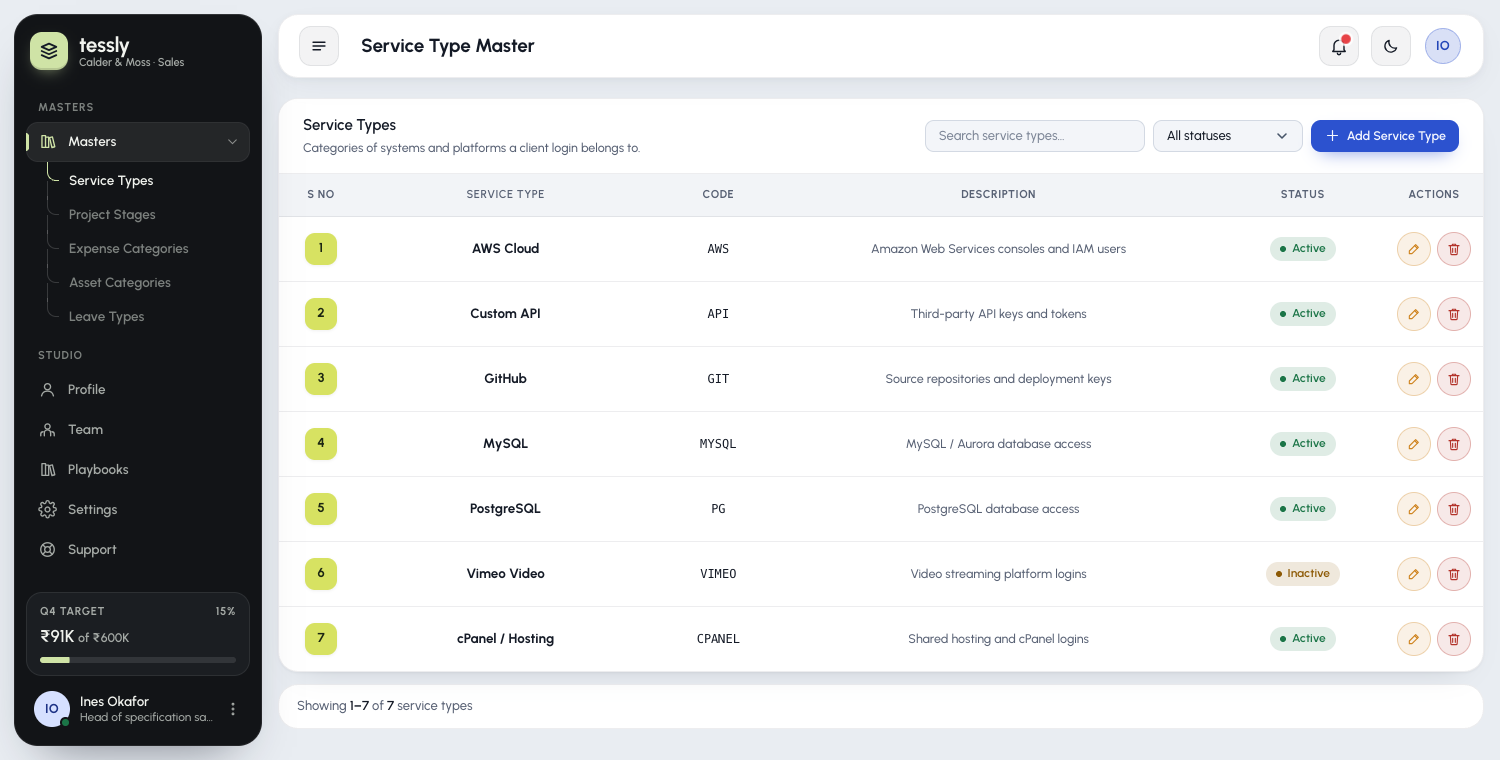 tessly
Calder & Moss · Sales
MASTERS
Masters
Service Types
Project Stages
Expense Categories
Asset Categories
Leave Types
STUDIO
Profile
Team
Playbooks
Settings
Support
Q4 TARGET 15%
₹91K of ₹600K
IO
Ines Okafor
Head of specification sa...
Service Type Master
IO
Service Types
Categories of systems and platforms a client login belongs to.
Search service types...
All statuses
Add Service Type
S NO SERVICE TYPE CODE DESCRIPTION STATUS ACTIONS
1 AWS Cloud AWS Amazon Web Services consoles and IAM users Active
2 Custom API API Third-party API keys and tokens Active
3 GitHub GIT Source repositories and deployment keys Active
4 MySQL MYSQL MySQL / Aurora database access Active
5 PostgreSQL PG PostgreSQL database access Active
6 Vimeo Video VIMEO Video streaming platform logins Inactive
7 cPanel / Hosting CPANEL Shared hosting and cPanel logins Active
Showing 1–7 of 7 service types